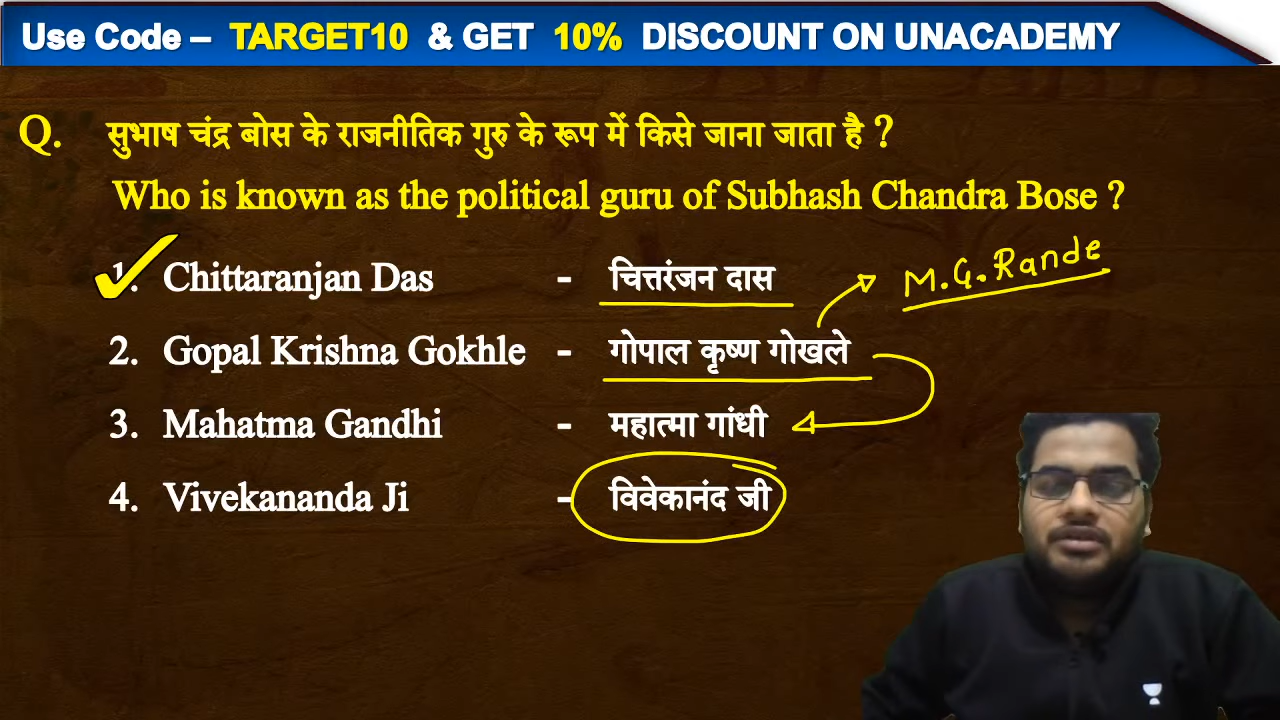 Use Code – TARGET10 & GET 10% DISCOUNT ON UNACADEMY
Q. सुभाष चंद्र बोस के राजनीतिक गुरु के रूप में किसे जाना जाता है ?
Who is known as the political guru of Subhash Chandra Bose ?
1. Chittaranjan Das - चित्तरंजन दास
M.G.Rande
2. Gopal Krishna Gokhle - गोपाल कृष्ण गोखले
3. Mahatma Gandhi - महात्मा गांधी
4. Vivekananda Ji - विवेकानंद जी